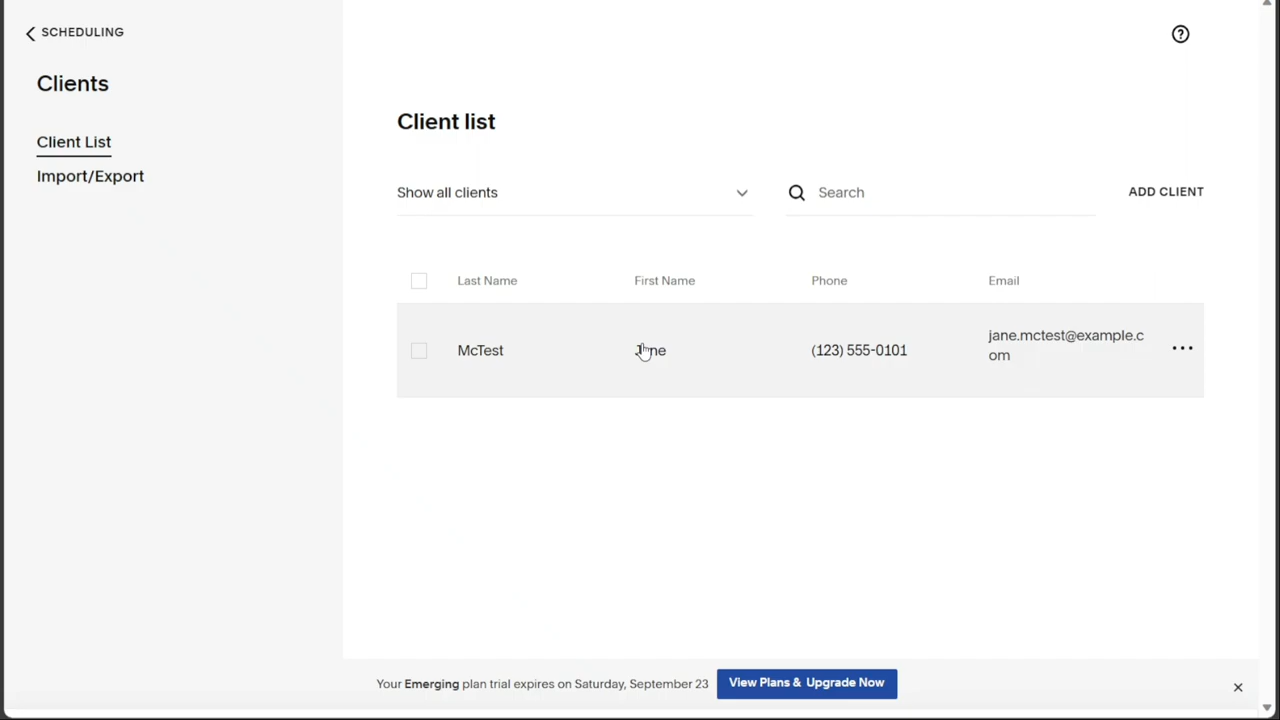 SCHEDULING
Clients
Client List
Import/Export
Client list
Show all clients
Search
ADD CLIENT
Last Name
First Name
Phone
Email
McTest
(123) 555-0101
jane.mctest@example.c
om
Your Emerging plan trial expires on Saturday, September 23
View Plans & Upgrade Now